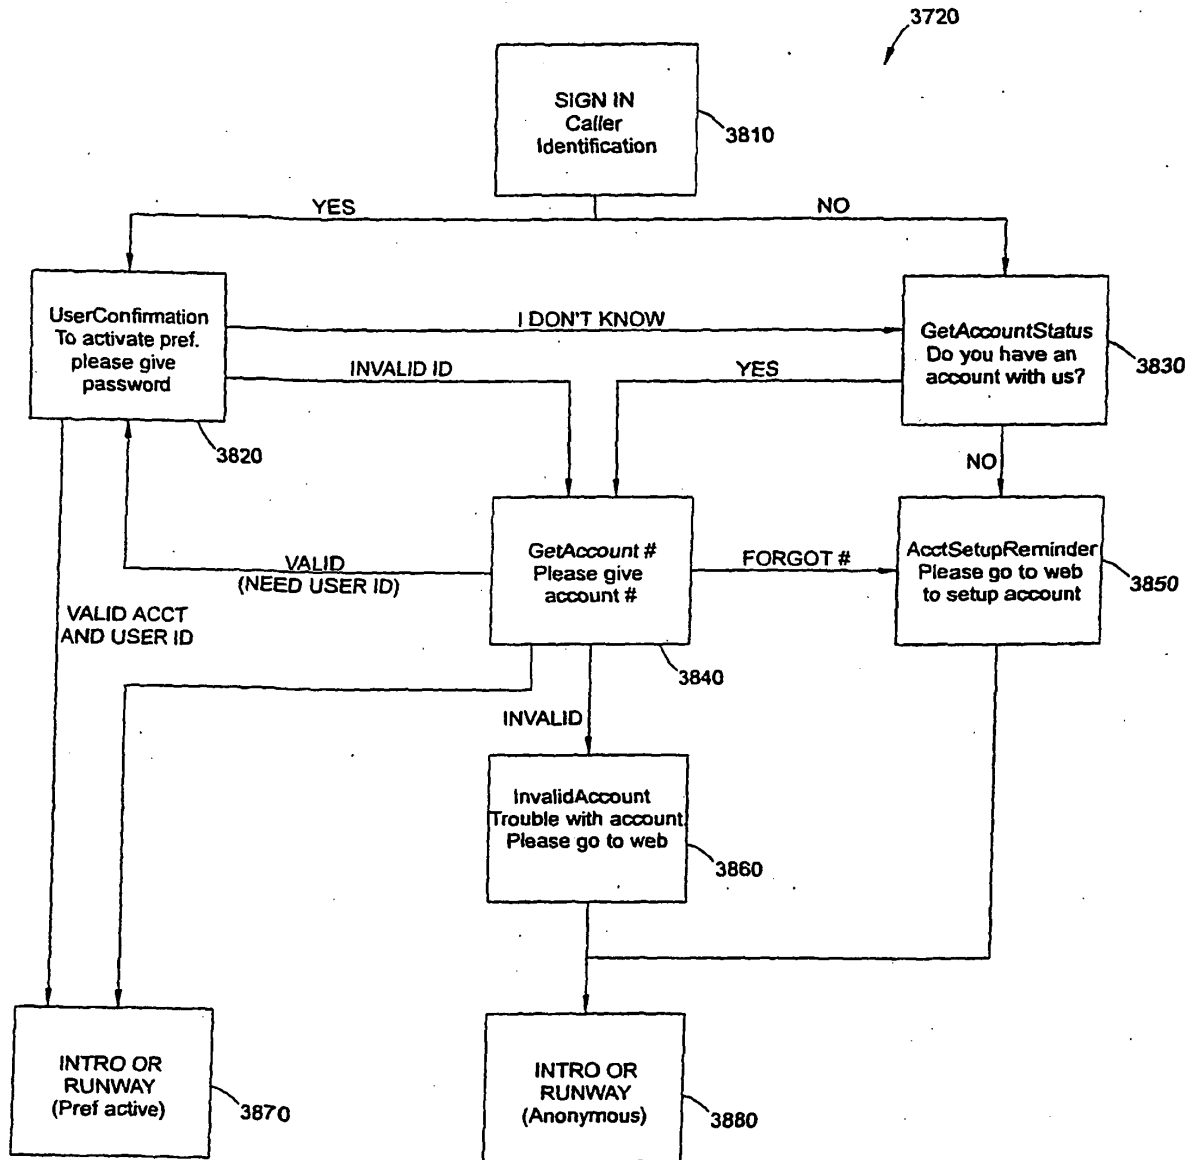 3720
SIGN IN
Caller
Identification
3810
YES
NO
UserConfirmation
To activate pref.
please give
password
3820
I DON'T KNOW
INVALID ID
YES
GetAccountStatus
Do you have an
account with us?
3830
NO
VALID
(NEED USER ID)
GetAccount #
Please give
account #
3840
FORGOT #
AcctSetupReminder
Please go to web
to setup account
3850
VALID ACCT
AND USER ID
INVALID
InvalidAccount
Trouble with account
Please go to web
3860
INTRO OR
RUNWAY
(Pref active)
3870
INTRO OR
RUNWAY
(Anonymous)
3880